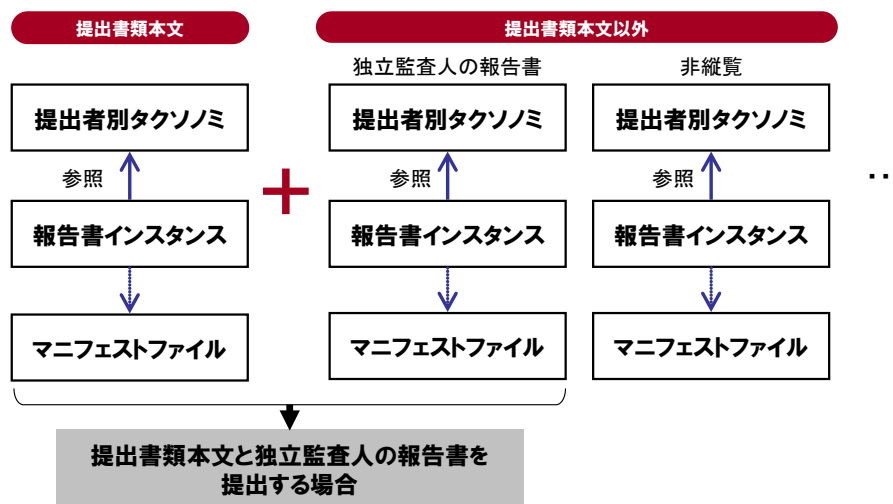 提出書類本文
提出書類本文以外
独立監査人の報告書
非縦覧
提出者別タクソノミ
提出者別タクソノミ
提出者別タクソノミ
参照
参照
参照
‥
報告書インスタンス
報告書インスタンス
報告書インスタンス
マニフェストファイル
マニフェストファイル
マニフェストファイル
提出書類本文と独立監査人の報告書を
提出する場合